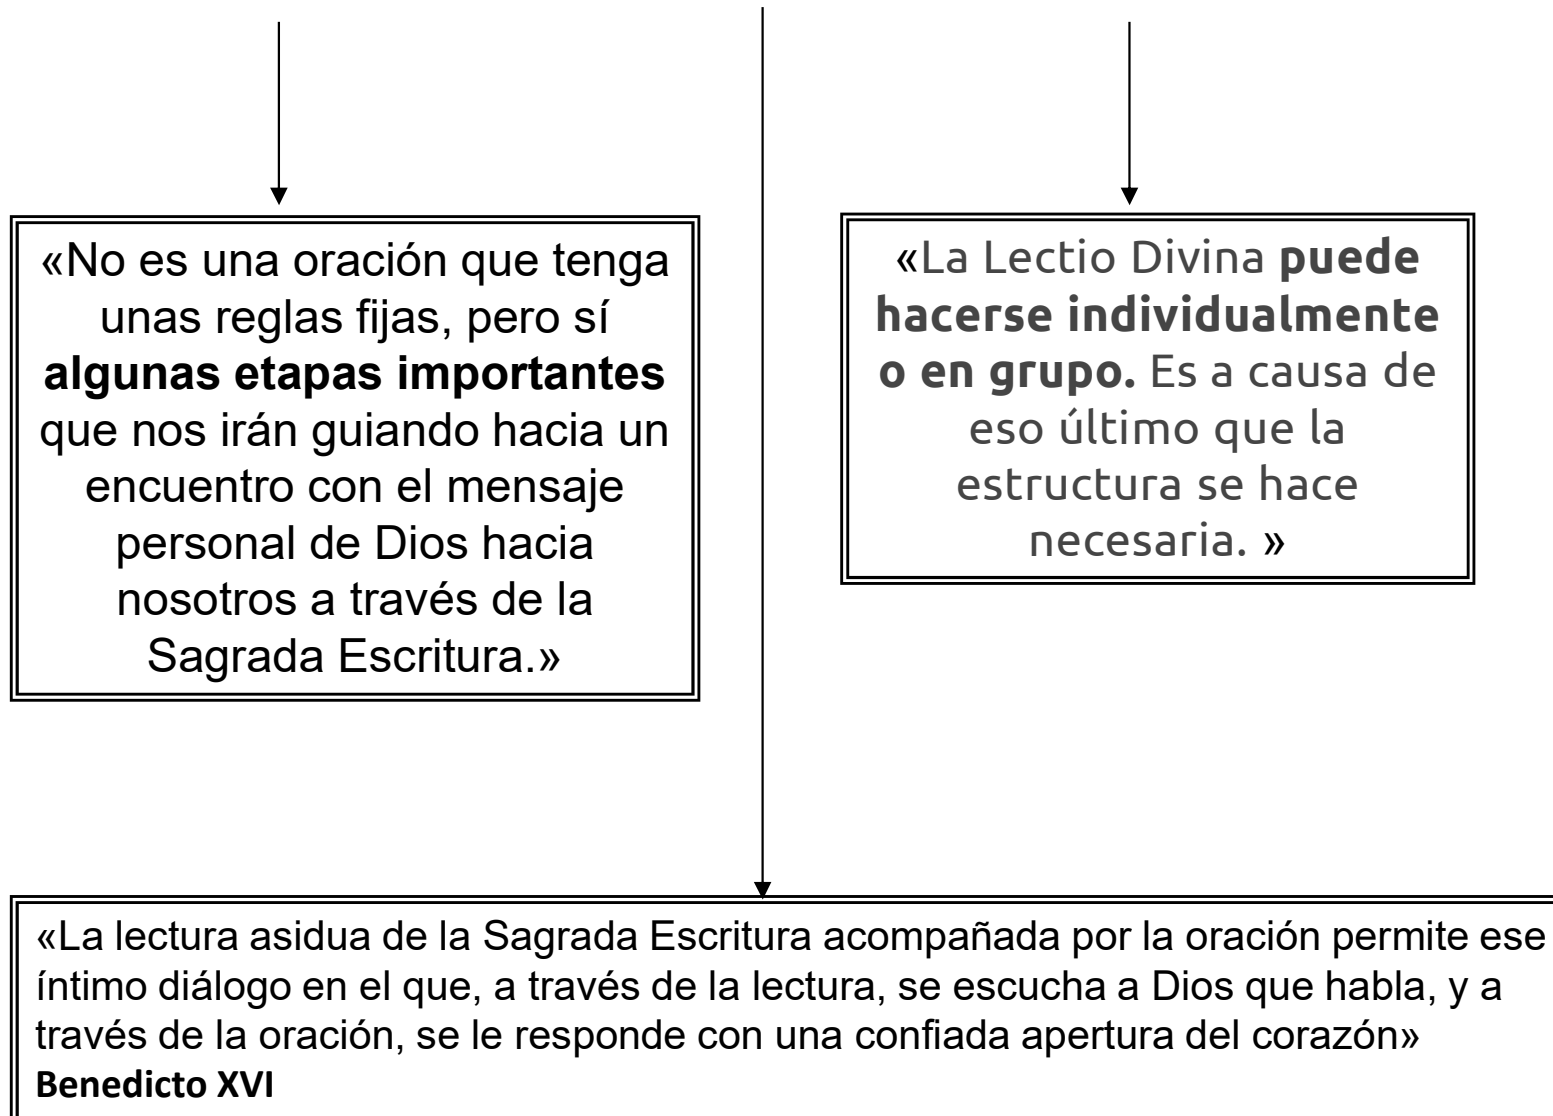 «No es una oración que tenga
unas reglas fijas, pero sí
algunas etapas importantes
que nos irán guiando hacia un
encuentro con el mensaje
personal de Dios hacia
nosotros a través de la
Sagrada Escritura.»
«La Lectio Divina puede
hacerse individualmente
o en grupo. Es a causa de
eso último que la
estructura se hace
necesaria. »
«La lectura asidua de la Sagrada Escritura acompañada por la oración permite ese
íntimo diálogo en el que, a través de la lectura, se escucha a Dios que habla, y a
través de la oración, se le responde con una confiada apertura del corazón»
Benedicto XVI